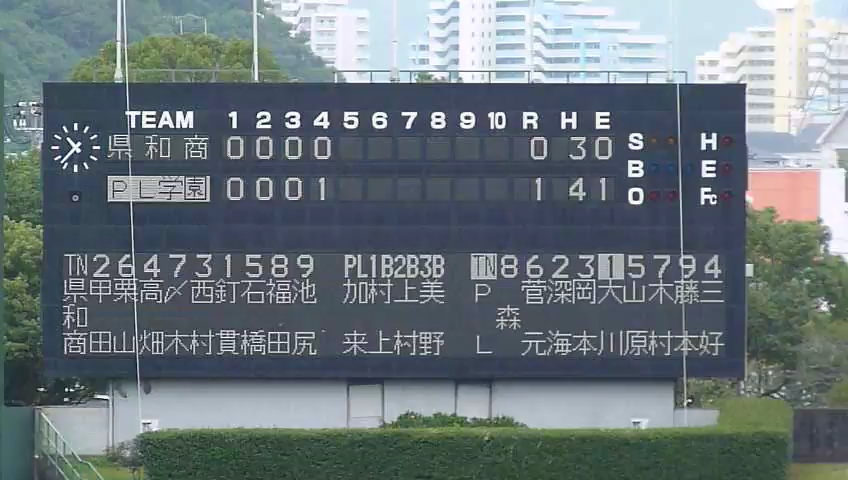 TEAM 1 2 3 4 5 6 7 8 9 10 R H E
県和商 0 0 0 0 0 3 0
PL学園 0 0 0 1 1 4 1
S H
B E
O Fc
TN 2 6 4 7 3 1 5 8 9 PL 1B 2B 3B TN 8 6 2 3 1 5 7 9 4
県和商 甲田 栗山 高畑 〆木 西村 釘貫 石橋 福田 池尻 加来 村上 上村 美野 PL 森 菅元 深海 岡本 大川 山原 木村 藤本 三好